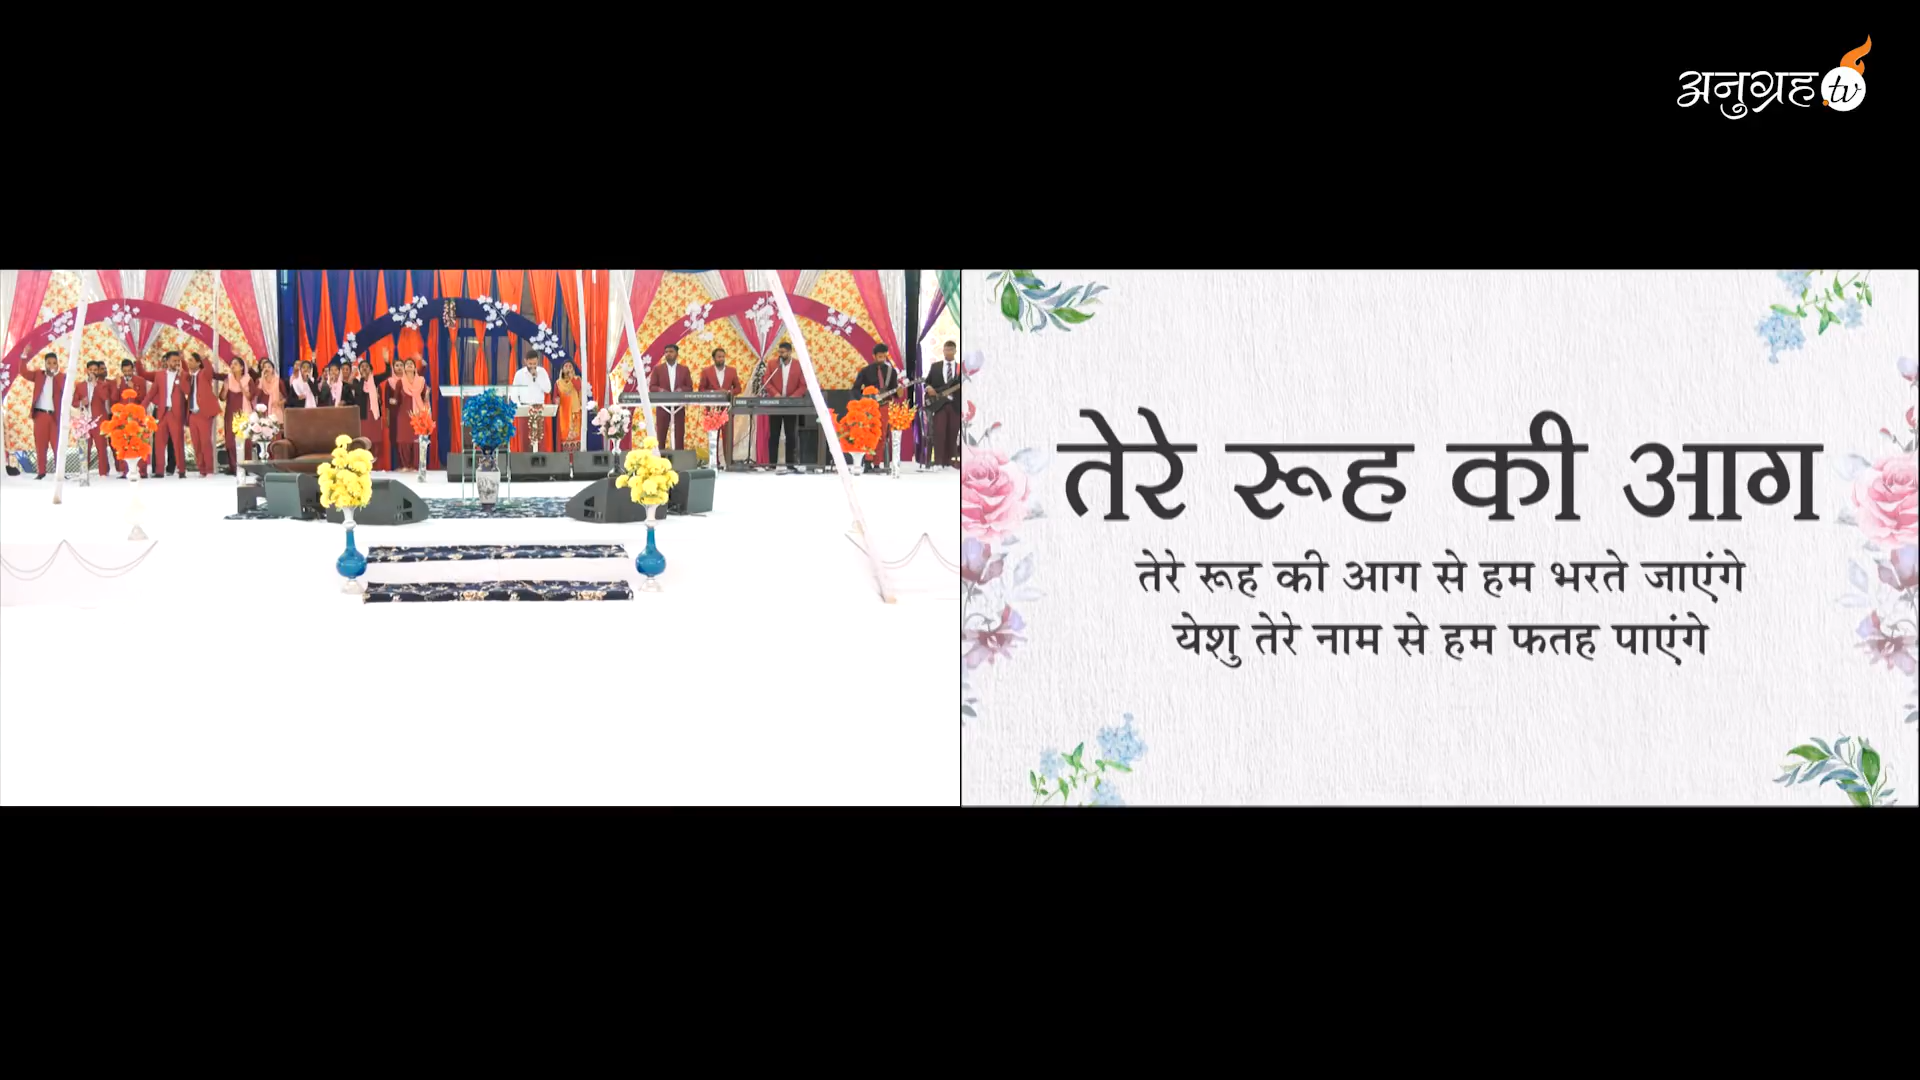 अनुग्रह.tv
तेरे रूह की आग
तेरे रूह की आग से हम भरते जाएंगे
येशु तेरे नाम से हम फतह पाएंगे